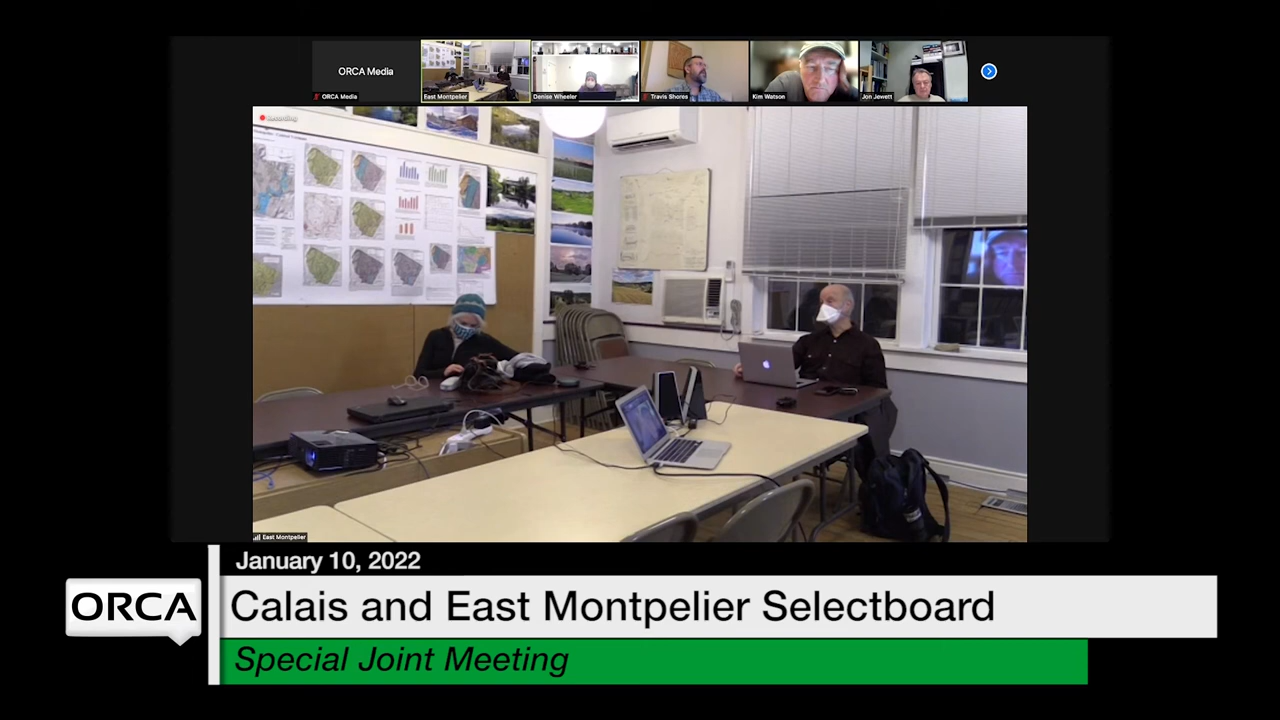 ORCA Media
ORCA Media
East Montpelier
Denise Wheeler
Travis Shores
Kim Watson
Jon Jewett
Recording
East Montpelier
January 10, 2022
ORCA
Calais and East Montpelier Selectboard
Special Joint Meeting